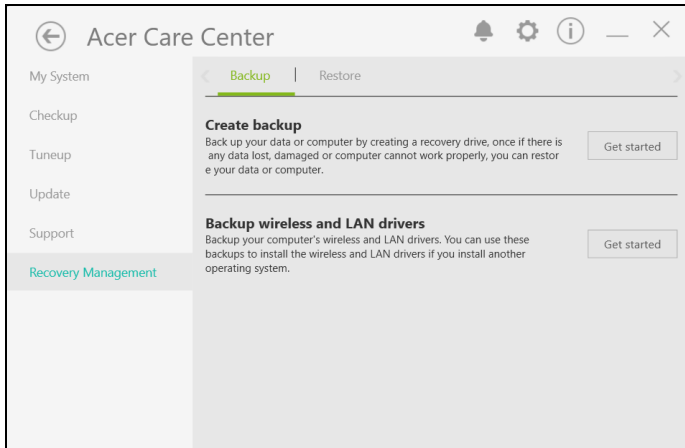 Acer Care Center
My System
Checkup
Tuneup
Update
Support
Recovery Management
Backup | Restore
Create backup
Back up your data or computer by creating a recovery drive, once if there is
any data lost, damaged or computer cannot work properly, you can restor
e your data or computer.
Get started
Backup wireless and LAN drivers
Backup your computer's wireless and LAN drivers. You can use these
backups to install the wireless and LAN drivers if you install another
operating system.
Get started